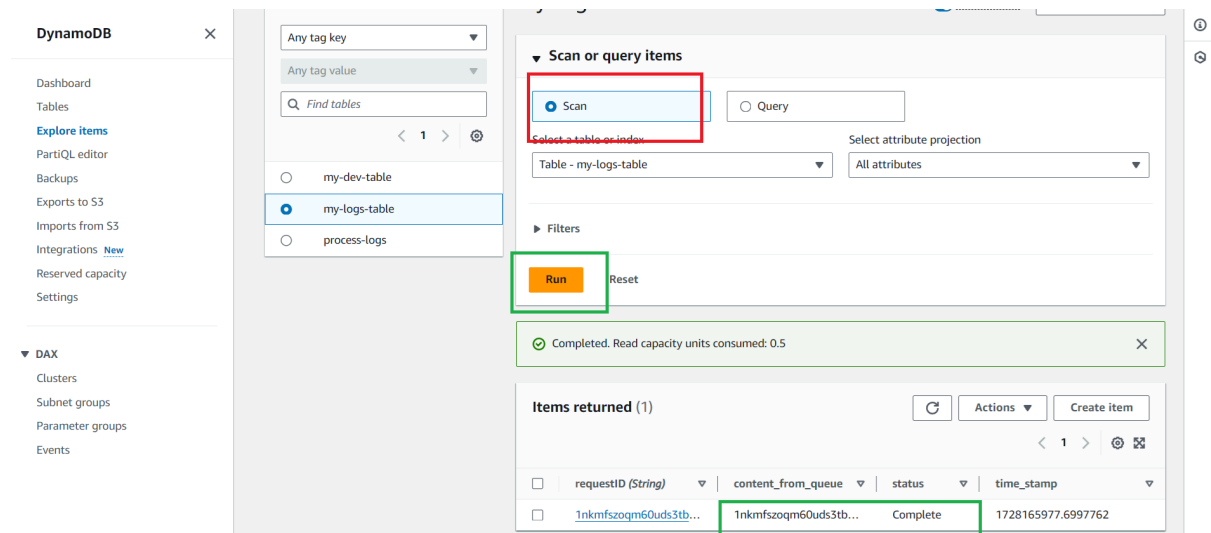 DynamoDB
Dashboard
Tables
Explore items
PartiQL editor
Backups
Exports to S3
Imports from S3
Integrations New
Reserved capacity
Settings
DAX
Clusters
Subnet groups
Parameter groups
Events
Any tag key
Any tag value
Find tables
1
my-dev-table
my-logs-table
process-logs
Scan or query items
Scan
Query
Select a table or index
Select attribute projection
Table - my-logs-table
All attributes
Filters
Run
Reset
Completed. Read capacity units consumed: 0.5
Items returned (1)
Actions
Create item
1
requestID (String)
content_from_queue
status
time_stamp
1nkmfszoqm60uds3tb...
1nkmfszoqm60uds3tb...
Complete
1728165977.6997762